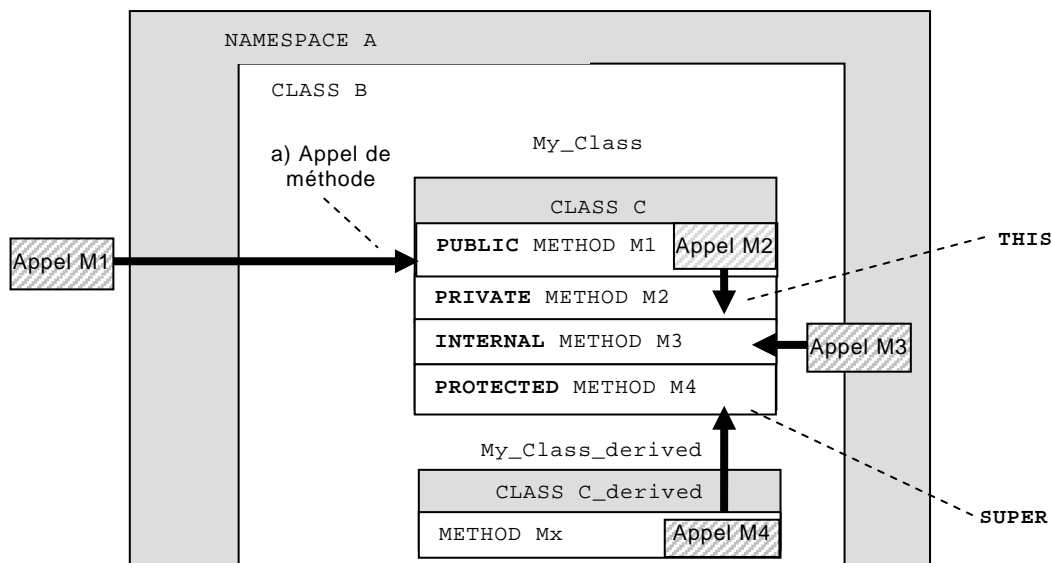 NAMESPACE A
CLASS B
My_Class
a) Appel de
méthode
CLASS C
PUBLIC METHOD M1
Appel M2
THIS
Appel M1
PRIVATE METHOD M2
INTERNAL METHOD M3
Appel M3
PROTECTED METHOD M4
My_Class_derived
CLASS C_derived
SUPER
METHOD Mx
Appel M4